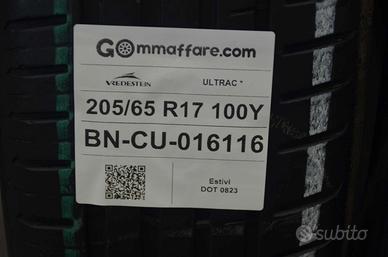 GOmmaffare.com
VREDESTEIN
ULTRAC *
205/65 R17 100Y
BN-CU-016116
Estivi
DOT 0823
subito